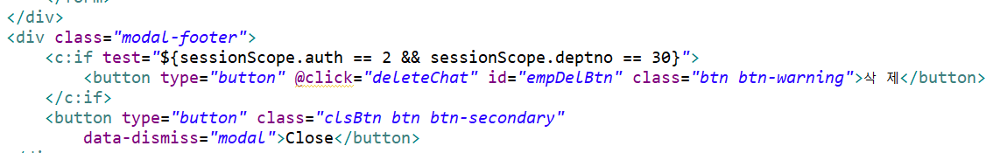 </div>
<div class="modal-footer">
<c:if test="${sessionScope.auth == 2 && sessionScope.deptno == 30}">
<button type="button" @click="deleteChat" id="empDelBtn" class="btn btn-warning">삭 제</button>
</c:if>
<button type="button" class="clsBtn btn btn-secondary"
data-dismiss="modal">Close</button>